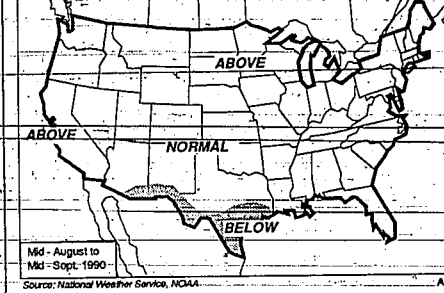 ABOVE
ABOVE
NORMAL
BELOW
Mid - August to
Mid - Sept. 1990
Source: National Weather Service, NOAA
A